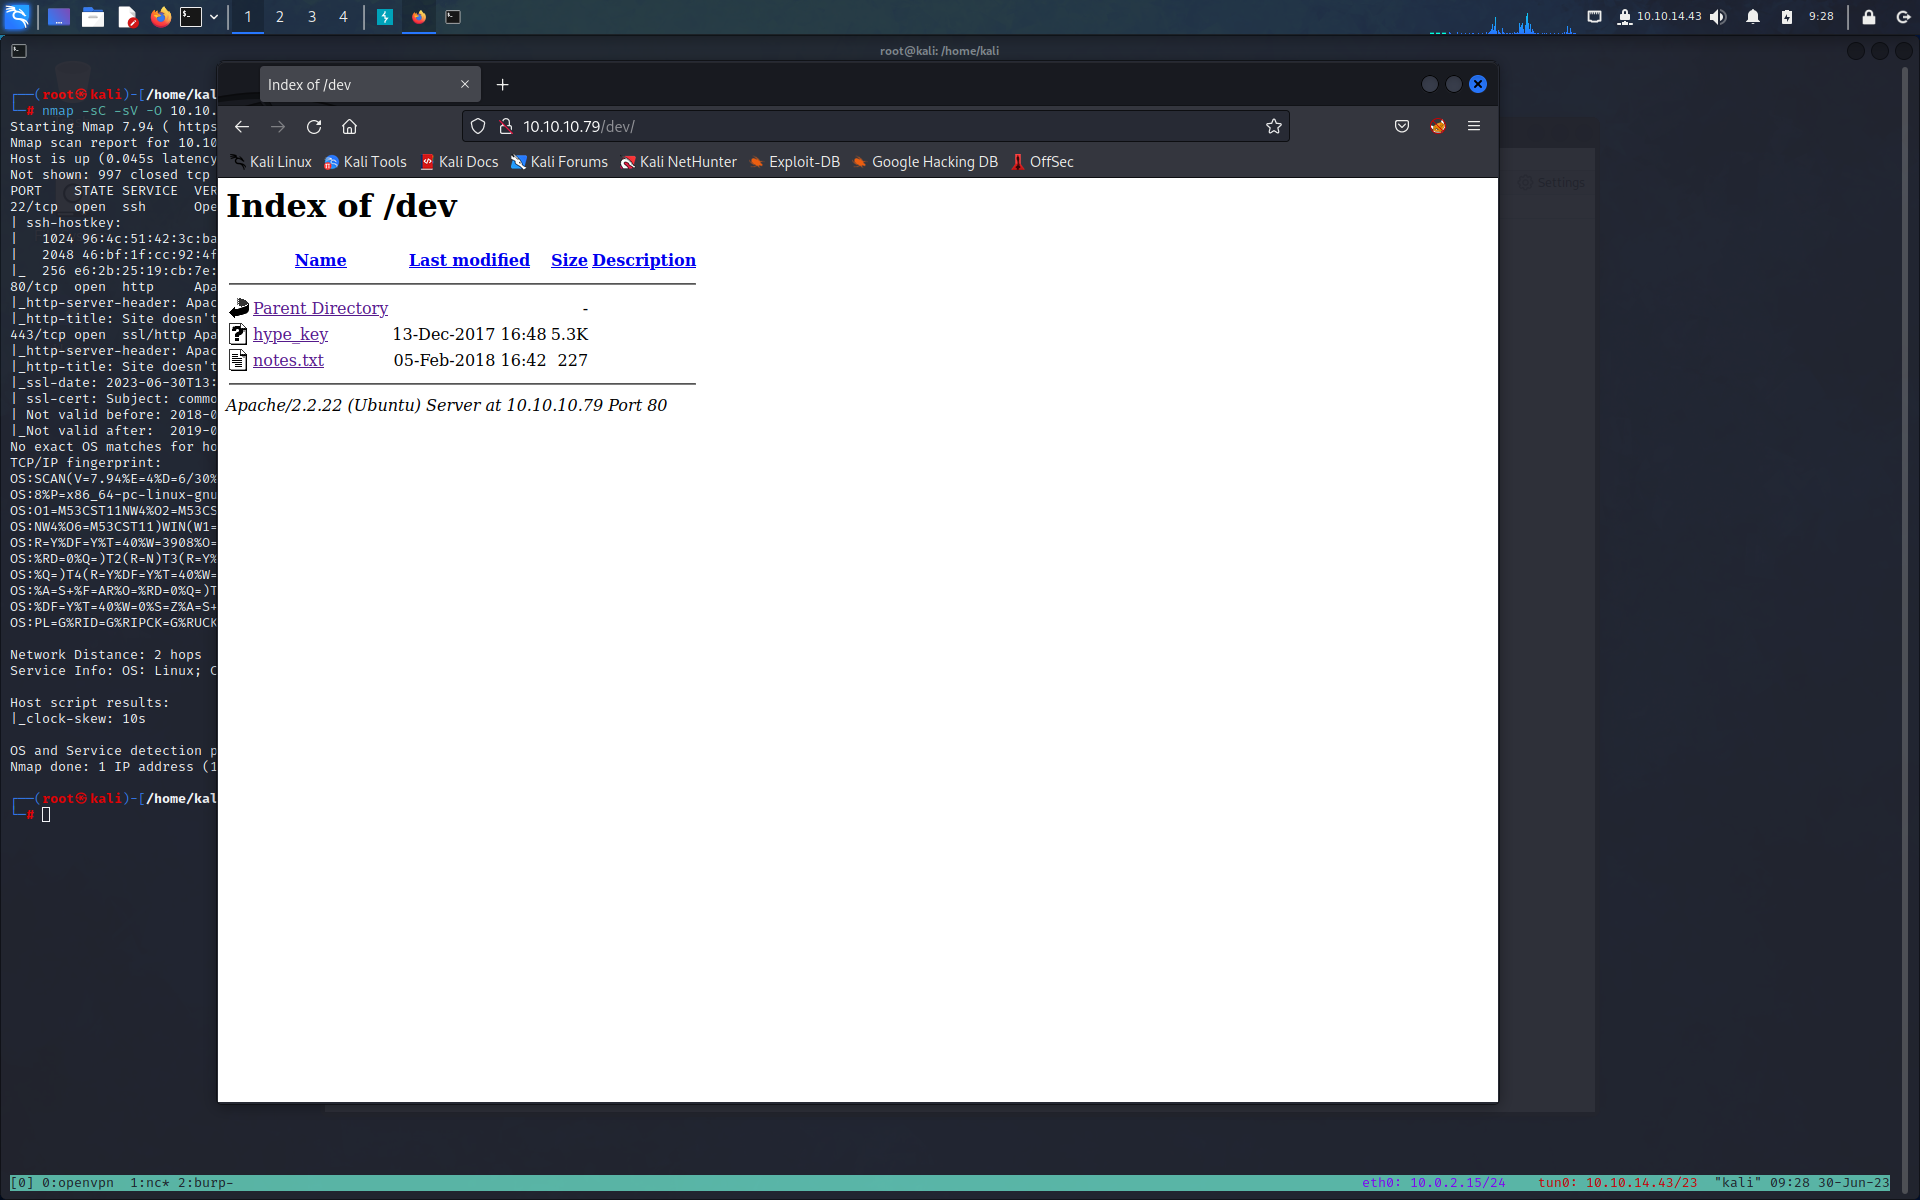 1 2 3 4
10.10.14.43 9:28
root@kali: /home/kali
Index of /dev
10.10.10.79/dev/
Kali Linux Kali Tools Kali Docs Kali Forums Kali NetHunter Exploit-DB Google Hacking DB OffSec
Index of /dev
Name Last modified Size Description
Parent Directory -
hype_key 13-Dec-2017 16:48 5.3K
notes.txt 05-Feb-2018 16:42 227
Apache/2.2.22 (Ubuntu) Server at 10.10.10.79 Port 80
Settings
┌──(root㉿kali)-[/home/kal
└─# nmap -sC -sV -O 10.10.
Starting Nmap 7.94 ( https
Nmap scan report for 10.10
Host is up (0.045s latency
Not shown: 997 closed tcp
PORT STATE SERVICE VER
22/tcp open ssh Ope
| ssh-hostkey:
| 1024 96:4c:51:42:3c:ba
| 2048 46:bf:1f:cc:92:4f
|_ 256 e6:2b:25:19:cb:7e:
80/tcp open http Apa
|_http-server-header: Apac
|_http-title: Site doesn't
443/tcp open ssl/http Apa
|_http-server-header: Apac
|_http-title: Site doesn't
|_ssl-date: 2023-06-30T13:
| ssl-cert: Subject: commo
| Not valid before: 2018-0
|_Not valid after: 2019-0
No exact OS matches for ho
TCP/IP fingerprint:
OS:SCAN(V=7.94%E=4%D=6/30%
OS:8%P=x86_64-pc-linux-gnu
OS:O1=M53CST11NW4%O2=M53CS
OS:NW4%O6=M53CST11)WIN(W1=
OS:R=Y%DF=Y%T=40%W=3908%O=
OS:%RD=0%Q=)T2(R=N)T3(R=Y%
OS:%Q=)T4(R=Y%DF=Y%T=40%W=
OS:%A=S+%F=AR%O=%RD=0%Q=)T
OS:%DF=Y%T=40%W=0%S=Z%A=S+
OS:PL=G%RID=G%RIPCK=G%RUCK
Network Distance: 2 hops
Service Info: OS: Linux; C
Host script results:
|_clock-skew: 10s
OS and Service detection p
Nmap done: 1 IP address (1
┌──(root㉿kali)-[/home/kal
└─#
[0] 0:openvpn 1:nc* 2:burp- eth0: 10.0.2.15/24 tun0: 10.10.14.43/23 "kali" 09:28 30-Jun-23